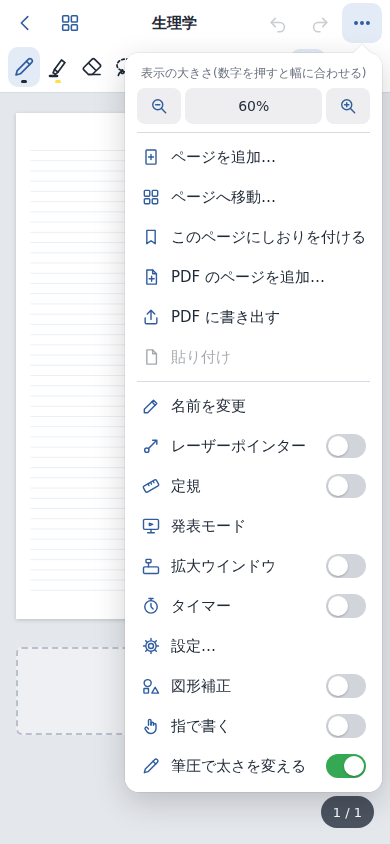 生理学
表示の大きさ(数字を押すと幅に合わせる)
60%
ページを追加…
ページへ移動…
このページにしおりを付ける
PDF のページを追加…
PDF に書き出す
貼り付け
名前を変更
レーザーポインター
定規
発表モード
拡大ウインドウ
タイマー
設定…
図形補正
指で書く
筆圧で太さを変える
1 / 1